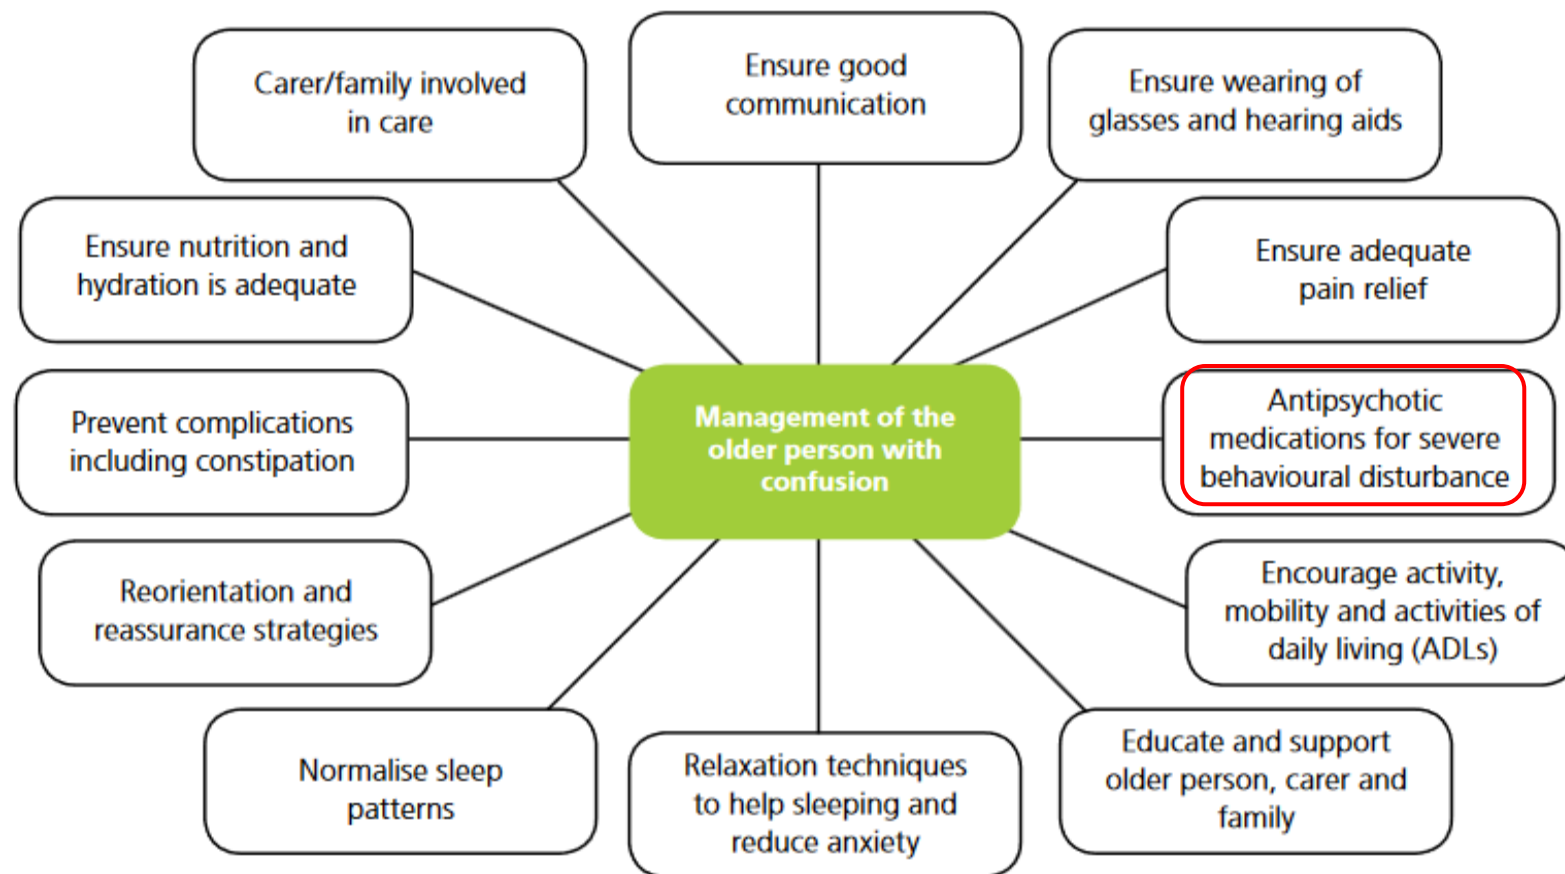 Carer/family involved
in care
Ensure good
communication
Ensure wearing of
glasses and hearing aids
Ensure nutrition and
hydration is adequate
Ensure adequate
pain relief
Prevent complications
including constipation
Management of the
older person with
confusion
Antipsychotic
medications for severe
behavioural disturbance
Reorientation and
reassurance strategies
Encourage activity,
mobility and activities of
daily living (ADLs)
Normalise sleep
patterns
Relaxation techniques
to help sleeping and
reduce anxiety
Educate and support
older person, carer and
family